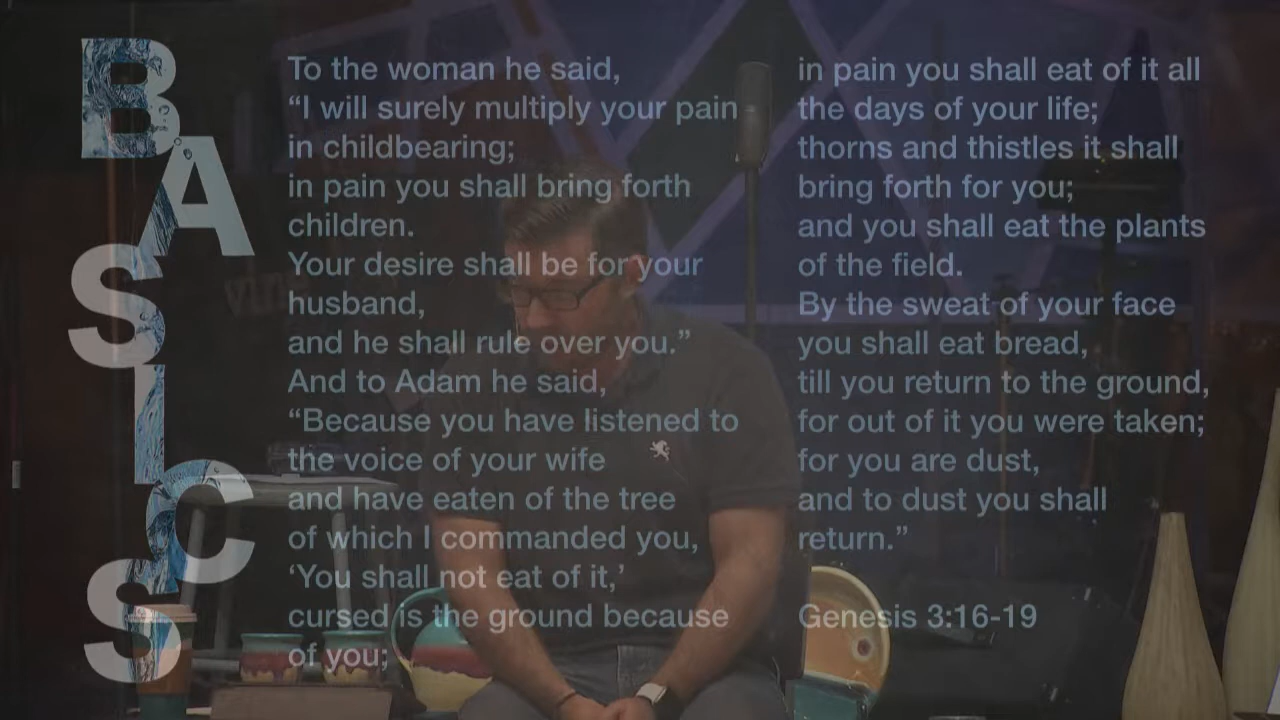 BASICS
To the woman he said,
“I will surely multiply your pain
in childbearing;
in pain you shall bring forth
children.
Your desire shall be for your
husband,
and he shall rule over you.”
And to Adam he said,
“Because you have listened to
the voice of your wife
and have eaten of the tree
of which I commanded you,
‘You shall not eat of it,’
cursed is the ground because
of you;
in pain you shall eat of it all
the days of your life;
thorns and thistles it shall
bring forth for you;
and you shall eat the plants
of the field.
By the sweat of your face
you shall eat bread,
till you return to the ground,
for out of it you were taken;
for you are dust,
and to dust you shall
return.”
Genesis 3:16-19